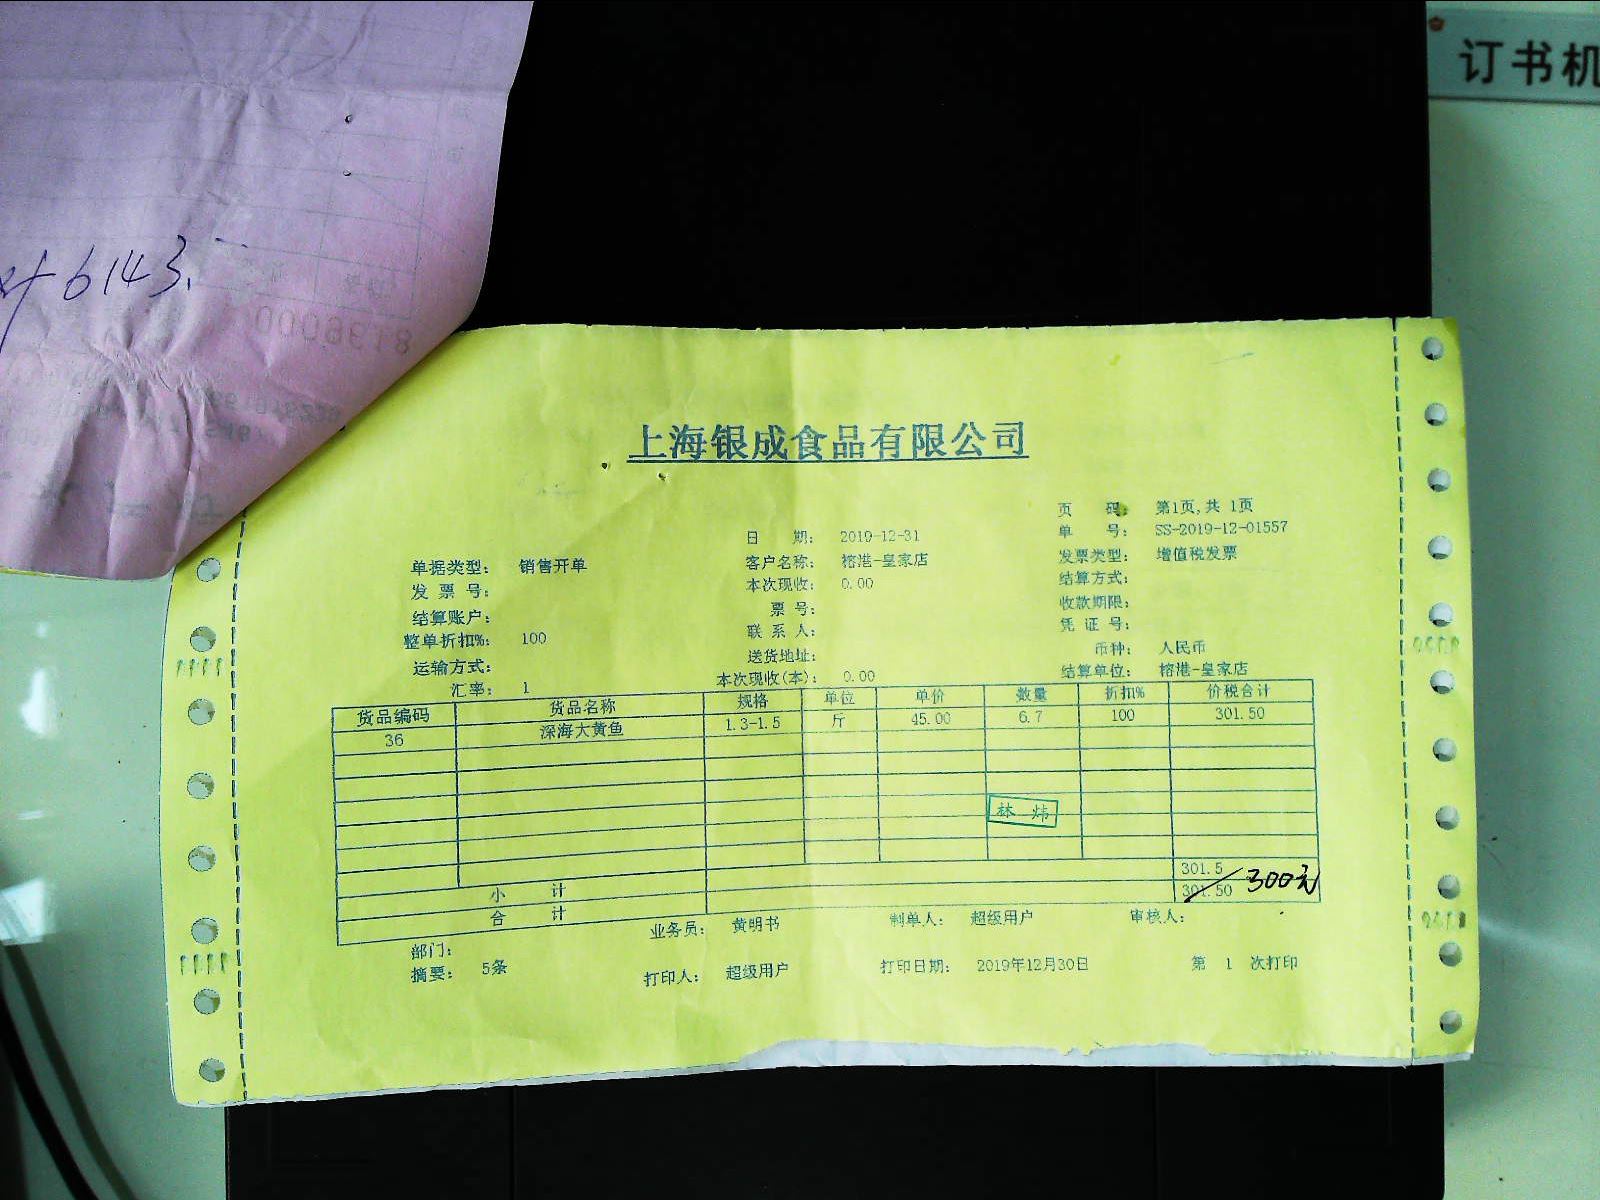 订书机
6143.
上海银成食品有限公司
页 码: 第1页,共 1页
日 期: 2019-12-31 单 号: SS-2019-12-01557
单据类型: 销售开单 客户名称: 榕港-皇家店 发票类型: 增值税发票
发 票 号: 本次现收: 0.00 结算方式:
结算账户: 票 号: 收款期限:
整单折扣%: 100 联 系 人: 凭 证 号:
运输方式: 送货地址: 币种: 人民币
汇率: 1 本次现收(本): 0.00 结算单位: 榕港-皇家店
货品编码 货品名称 规格 单位 单价 数量 折扣% 价税合计
36 深海大黄鱼 1.3-1.5 斤 45.00 6.7 100 301.50
林 炜
小 计 301.5
合 计 301.50 300元
部门: 业务员: 黄明书 制单人: 超级用户 审核人:
摘要: 5条 打印人: 超级用户 打印日期: 2019年12月30日 第 1 次打印